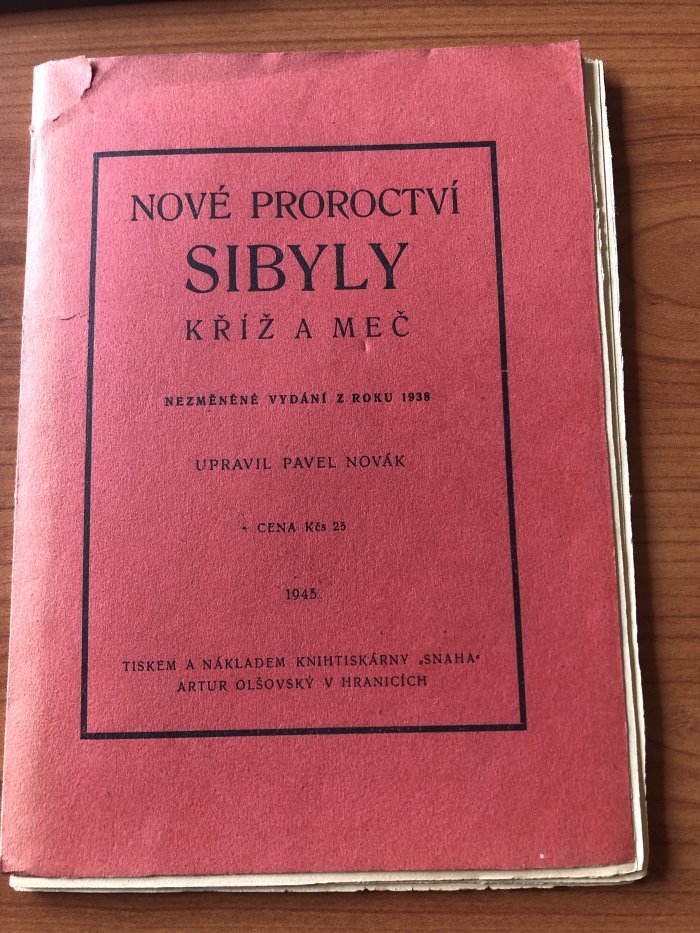 NOVÉ PROROCTVÍ
SIBYLY
KŘÍŽ A MEČ
NEZMĚNĚNÉ VYDÁNÍ Z ROKU 1938
UPRAVIL PAVEL NOVÁK
CENA Kčs 25
1945
TISKEM A NÁKLADEM KNIHTISKÁRNY „SNAHA“
ARTUR OLŠOVSKÝ V HRANICÍCH